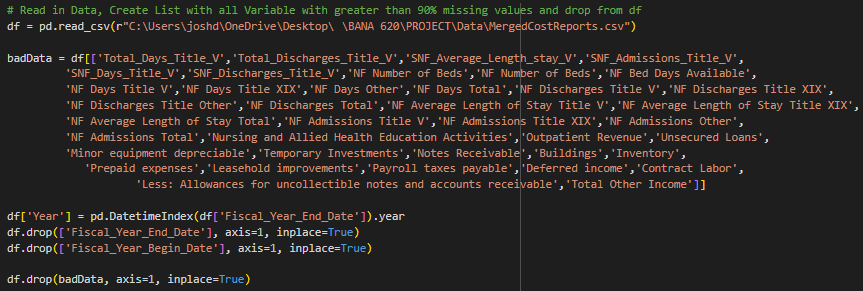 # Read in Data, Create List with all Variable with greater than 90% missing values and drop from df
df = pd.read_csv(r"C:\Users\joshd\OneDrive\Desktop\ \BANA 620\PROJECT\Data\MergedCostReports.csv")
badData = df[['Total_Days_Title_V','Total_Discharges_Title_V','SNF_Average_Length_stay_V','SNF_Admissions_Title_V',
'SNF_Days_Title_V','SNF_Discharges_Title_V','NF Number of Beds','NF Number of Beds','NF Bed Days Available',
'NF Days Title V','NF Days Title XIX','NF Days Other','NF Days Total','NF Discharges Title V','NF Discharges Title XIX',
'NF Discharges Title Other','NF Discharges Total','NF Average Length of Stay Title V','NF Average Length of Stay Title XIX',
'NF Average Length of Stay Total','NF Admissions Title V','NF Admissions Title XIX','NF Admissions Other',
'NF Admissions Total','Nursing and Allied Health Education Activities','Outpatient Revenue','Unsecured Loans',
'Minor equipment depreciable','Temporary Investments','Notes Receivable','Buildings','Inventory',
'Prepaid expenses','Leasehold improvements','Payroll taxes payable','Deferred income','Contract Labor',
'Less: Allowances for uncollectible notes and accounts receivable','Total Other Income']]
df['Year'] = pd.DatetimeIndex(df['Fiscal_Year_End_Date']).year
df.drop(['Fiscal_Year_End_Date'], axis=1, inplace=True)
df.drop(['Fiscal_Year_Begin_Date'], axis=1, inplace=True)
df.drop(badData, axis=1, inplace=True)